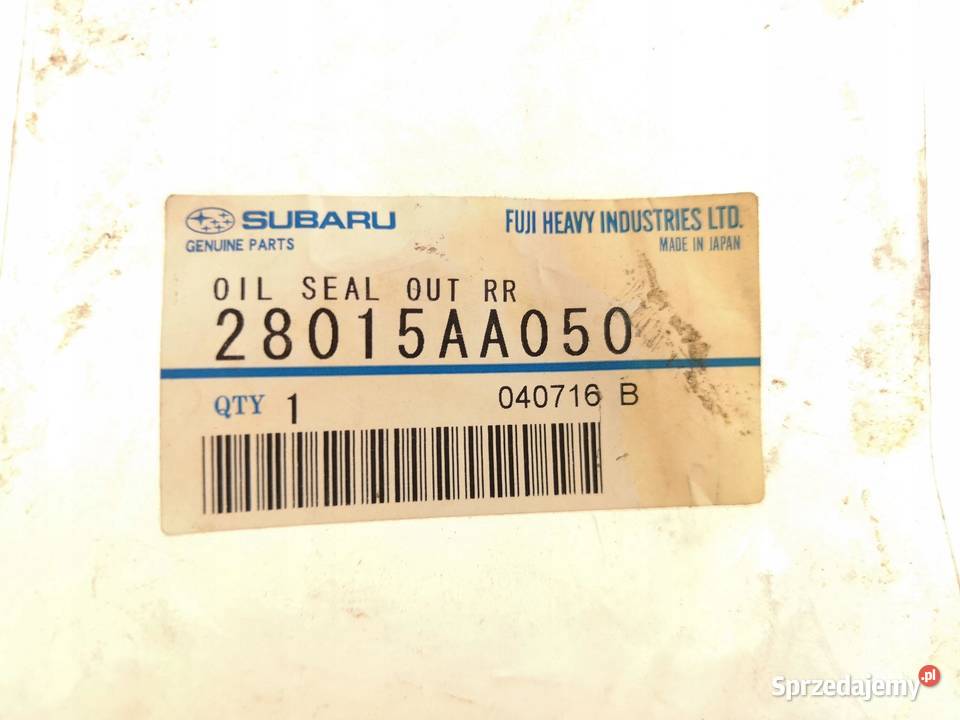 SUBARU
GENUINE PARTS
FUJI HEAVY INDUSTRIES LTD.
MADE IN JAPAN
OIL SEAL OUT RR
28015AA050
QTY 1
040716 B
Sprzedajemy.pl